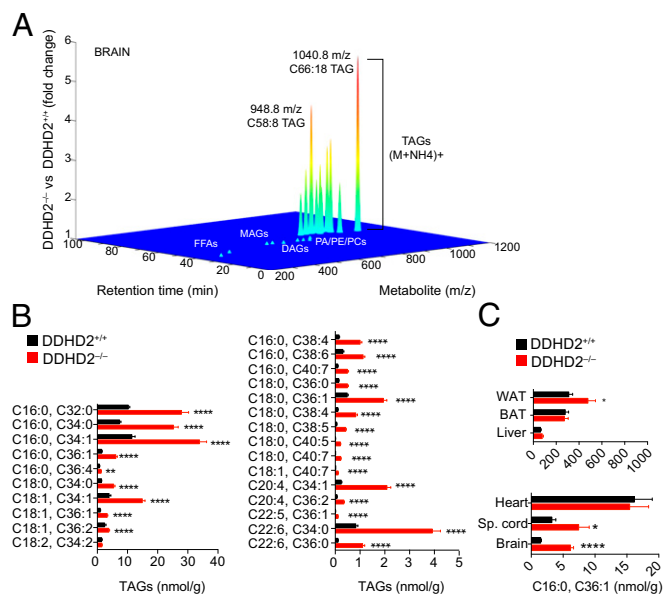 A
BRAIN
DDHD2–/– vs DDHD2+/+ (fold change)
6
5
4
3
2
1
1040.8 m/z
C66:18 TAG
948.8 m/z
C58:8 TAG
TAGs
(M+NH4)+
FFAs
MAGs
DAGs
PA/PE/PCs
100
80
60
40
20
0
200
400
600
800
1000
1200
Retention time (min)
Metabolite (m/z)
B
DDHD2+/+
DDHD2–/–
C16:0, C32:0 ****
C16:0, C34:0 ****
C16:0, C34:1 ****
C16:0, C36:1 ****
C16:0, C36:4 **
C18:0, C34:0 ****
C18:1, C34:1 ****
C18:1, C36:1 ****
C18:1, C36:2 ****
C18:2, C34:2
0 10 20 30 40
TAGs (nmol/g)
C16:0, C38:4 ****
C16:0, C38:6 ****
C16:0, C40:7 ****
C18:0, C36:0 ****
C18:0, C36:1 ****
C18:0, C38:4 ****
C18:0, C38:5 ****
C18:0, C40:5 ****
C18:0, C40:7 ****
C18:1, C40:7 ****
C20:4, C34:1 ****
C20:4, C36:2 ****
C22:5, C36:1 ****
C22:6, C34:0 ****
C22:6, C36:0 ****
0 1 2 3 4 5
TAGs (nmol/g)
C
DDHD2+/+
DDHD2–/–
WAT *
BAT
Liver
0 200 400 600 800 1000
Heart
Sp. cord *
Brain ****
0 5 10 15 20
C16:0, C36:1 (nmol/g)